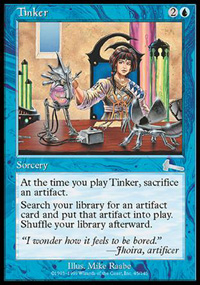 Tinker
2
Sorcery
At the time you play Tinker, sacrifice
an artifact.
Search your library for an artifact
card and put that artifact into play.
Shuffle your library afterward.
"I wonder how it feels to be bored."
—Jhoira, artificer
Illus. Mike Raabe